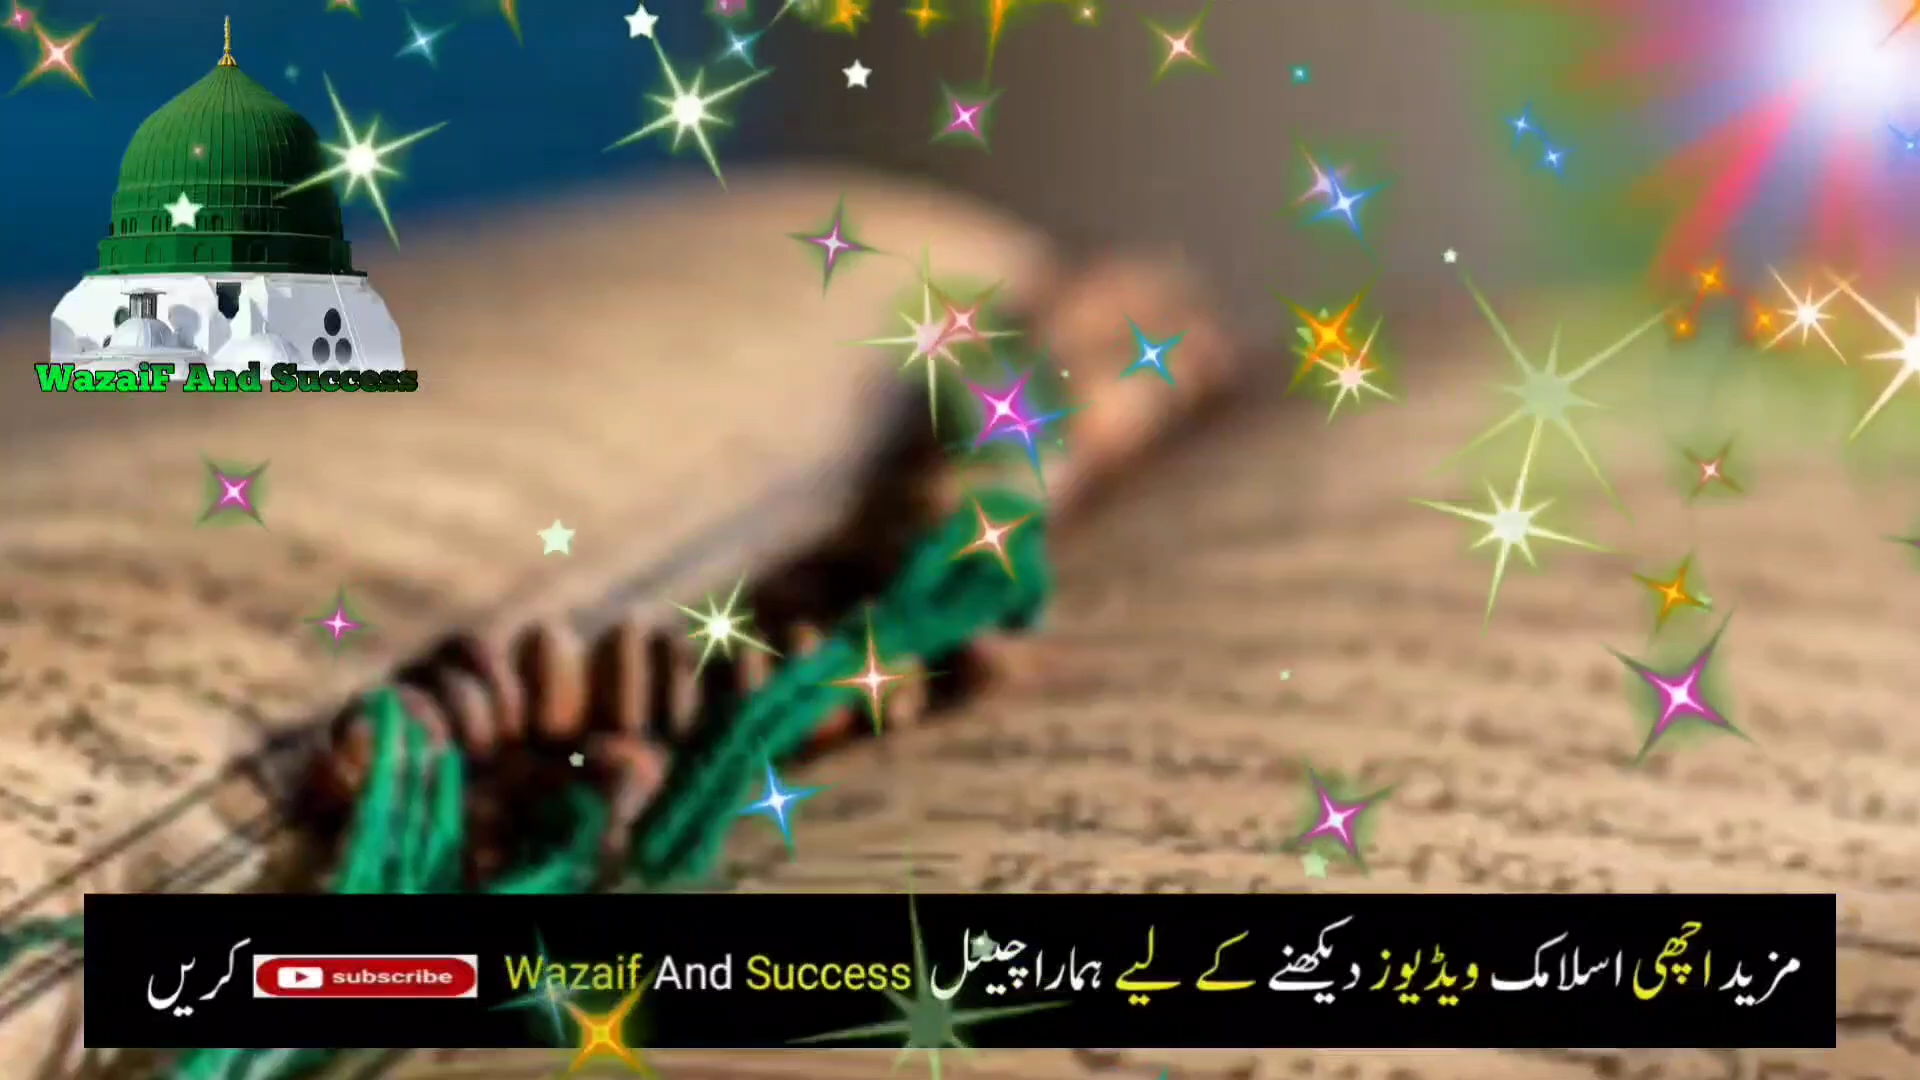 WazaiF And Success
مزید اچھی اسلامک ویڈیوز دیکھنے کے لیے ہمارا چینل Wazaif And Success subscribe کریں